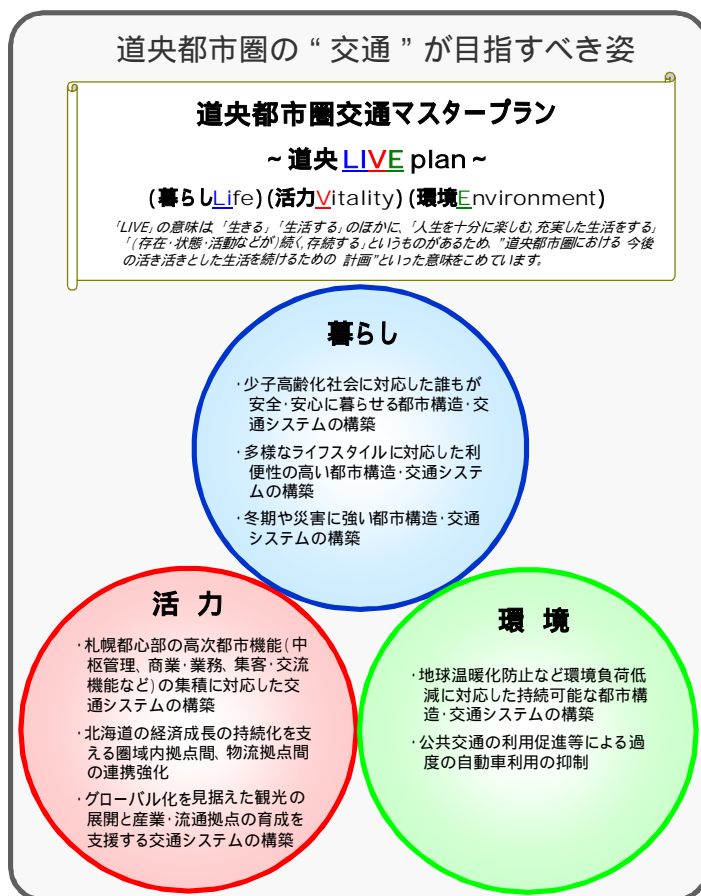 道央都市圏の“交通”が目指すべき姿
道央都市圏交通マスタープラン
~道央 LIVE plan~
(暮らしLife)(活力Vitality)(環境Environment)
「LIVE」の意味は、「生きる」「生活する」のほかに、「人生を十分に楽しむ、充実した生活をする」
「(存在・状態・活動などが)続く、存続する」というものがあるため、”道央都市圏における 今後
の活き活きとした生活を続けるための 計画”といった意味をこめています。
暮らし
・少子高齢化社会に対応した誰もが
安全・安心に暮らせる都市構造・交
通システムの構築
・多様なライフスタイルに対応した利
便性の高い都市構造・交通システ
ムの構築
・冬期や災害に強い都市構造・交通
システムの構築
活 力
・札幌都心部の高次都市機能(中
枢管理、商業・業務、集客・交流
機能など)の集積に対応した交
通システムの構築
・北海道の経済成長の持続化を支
える圏域内拠点間、物流拠点間
の連携強化
・グローバル化を見据えた観光の
展開と産業・流通拠点の育成を
支援する交通システムの構築
環 境
・地球温暖化防止など環境負荷低
減に対応した持続可能な都市構
造・交通システムの構築
・公共交通の利用促進等による過
度の自動車利用の抑制